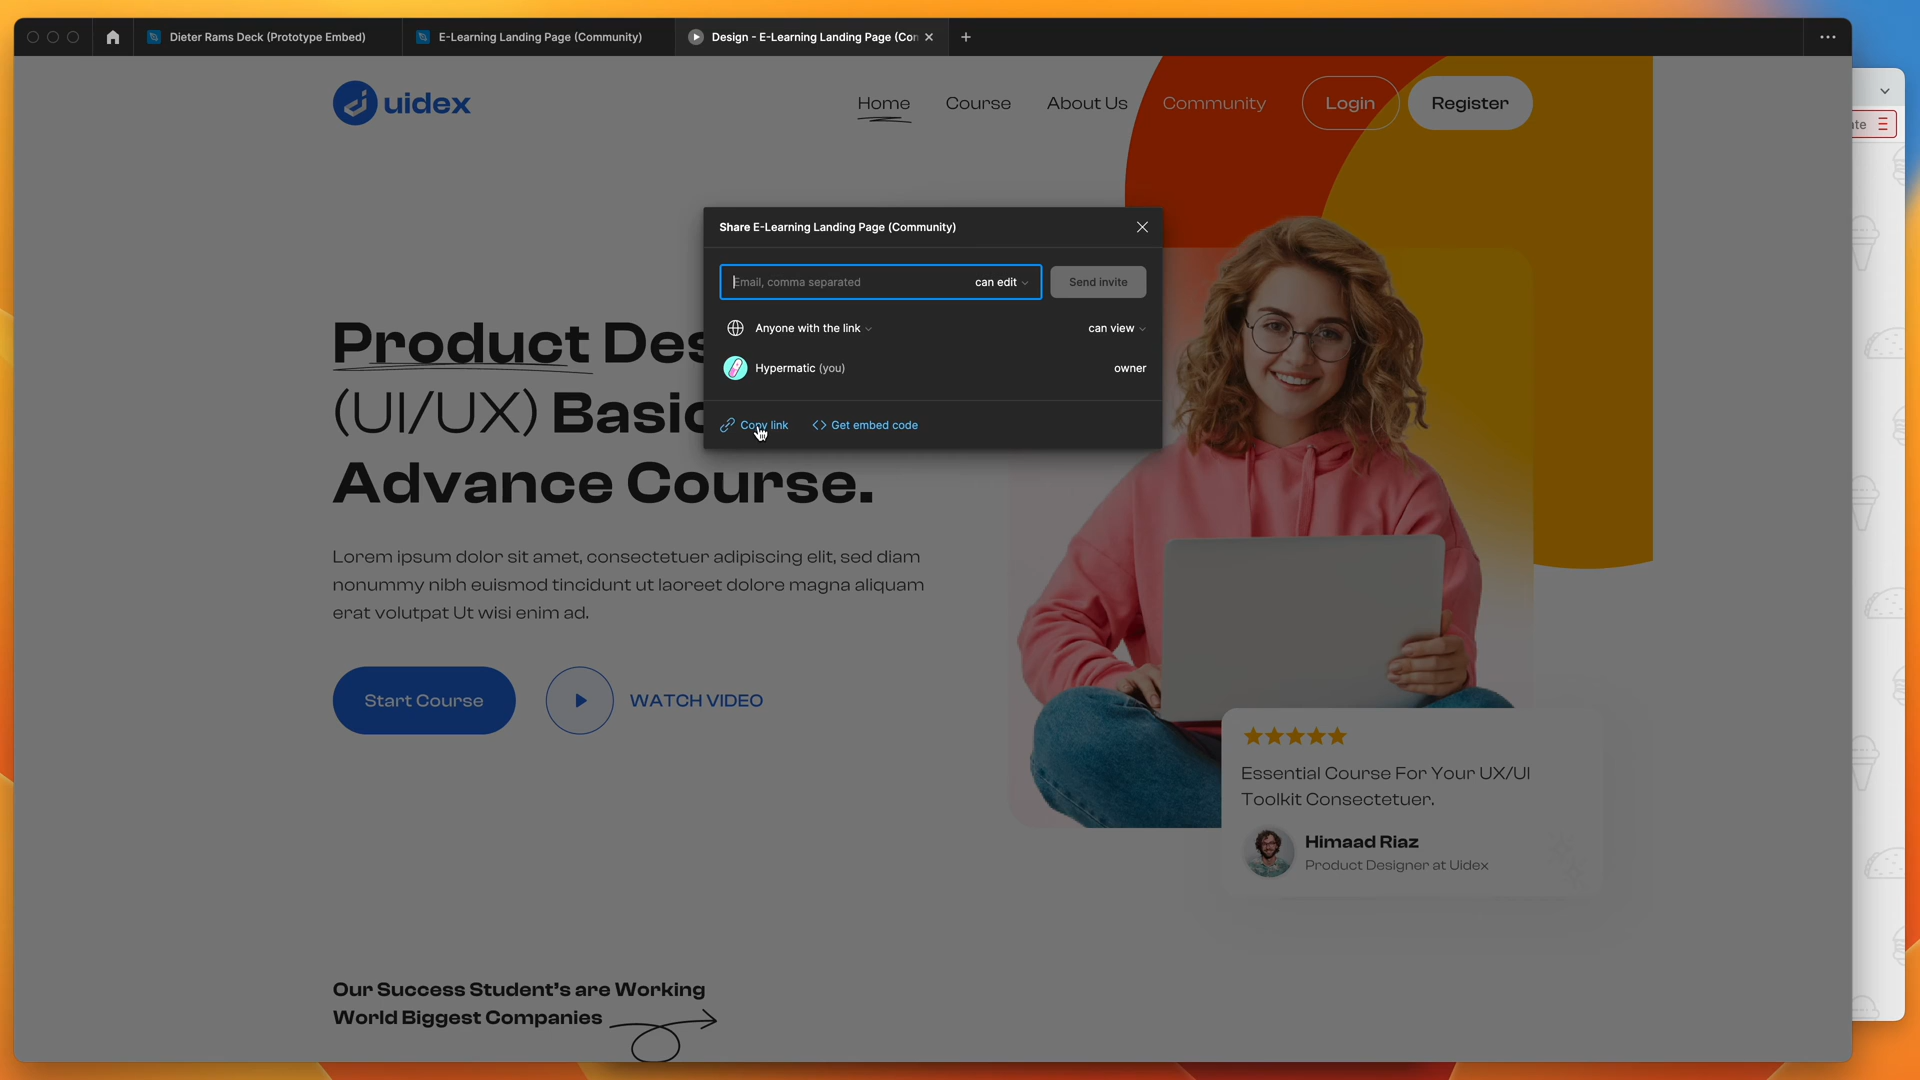 Dieter Rams Deck (Prototype Embed)
E-Learning Landing Page (Community)
Design - E-Learning Landing Page (Con
uidex
Home
Course
About Us
Community
Login
Register
Share E-Learning Landing Page (Community)
Email, comma separated
can edit
Send invite
Anyone with the link
can view
Hypermatic (you)
owner
Copy link
Get embed code
Product Des
(UI/UX) Basic
Advance Course.
Lorem ipsum dolor sit amet, consectetuer adipiscing elit, sed diam
nonummy nibh euismod tincidunt ut laoreet dolore magna aliquam
erat volutpat Ut wisi enim ad.
Start Course
WATCH VIDEO
Essential Course For Your UX/UI
Toolkit Consectetuer.
Himaad Riaz
Product Designer at Uidex
Our Success Student's are Working
World Biggest Companies